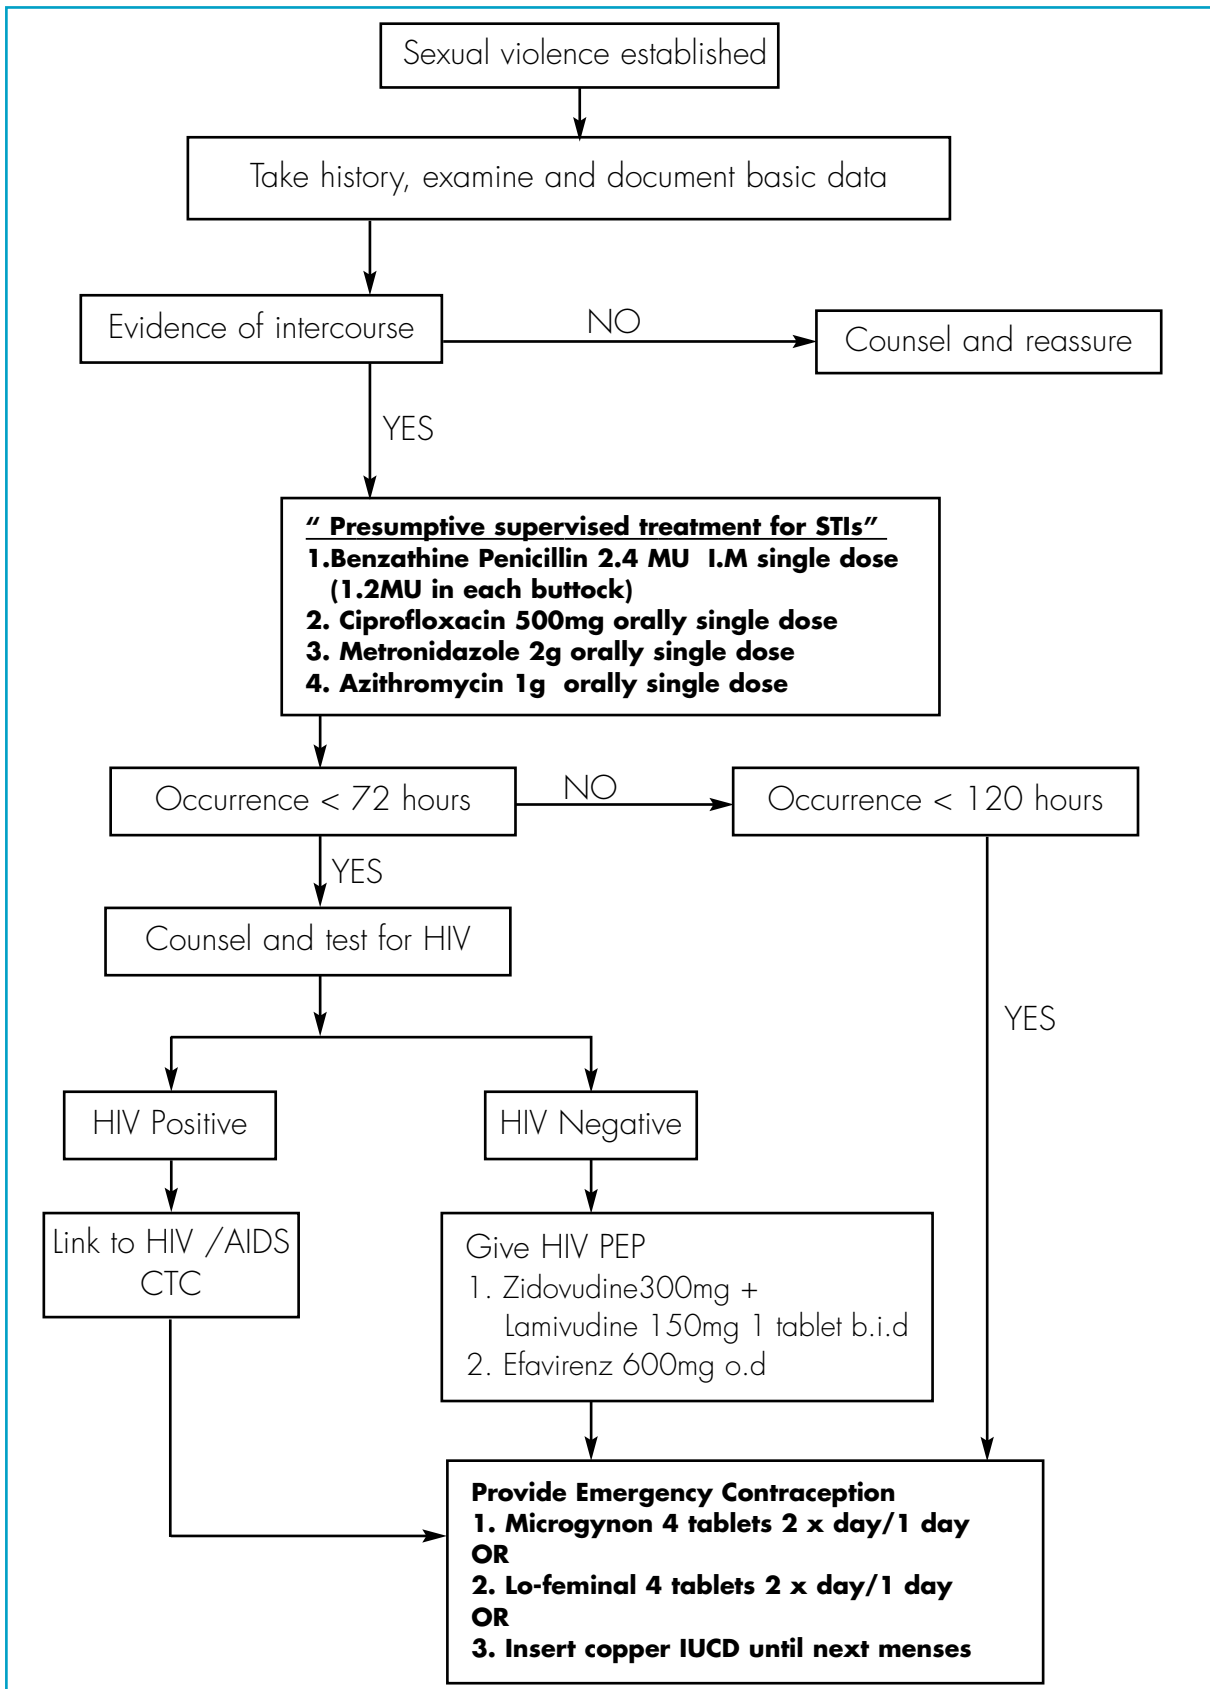 Sexual violence established
Take history, examine and document basic data
Evidence of intercourse
NO
Counsel and reassure
YES
“ Presumptive supervised treatment for STIs”
1.Benzathine Penicillin 2.4 MU I.M single dose
(1.2MU in each buttock)
2. Ciprofloxacin 500mg orally single dose
3. Metronidazole 2g orally single dose
4. Azithromycin 1g orally single dose
Occurrence < 72 hours
NO
Occurrence < 120 hours
YES
Counsel and test for HIV
YES
HIV Positive
HIV Negative
Link to HIV /AIDS
CTC
Give HIV PEP
1. Zidovudine300mg +
Lamivudine 150mg 1 tablet b.i.d
2. Efavirenz 600mg o.d
Provide Emergency Contraception
1. Microgynon 4 tablets 2 x day/1 day
OR
2. Lo-feminal 4 tablets 2 x day/1 day
OR
3. Insert copper IUCD until next menses